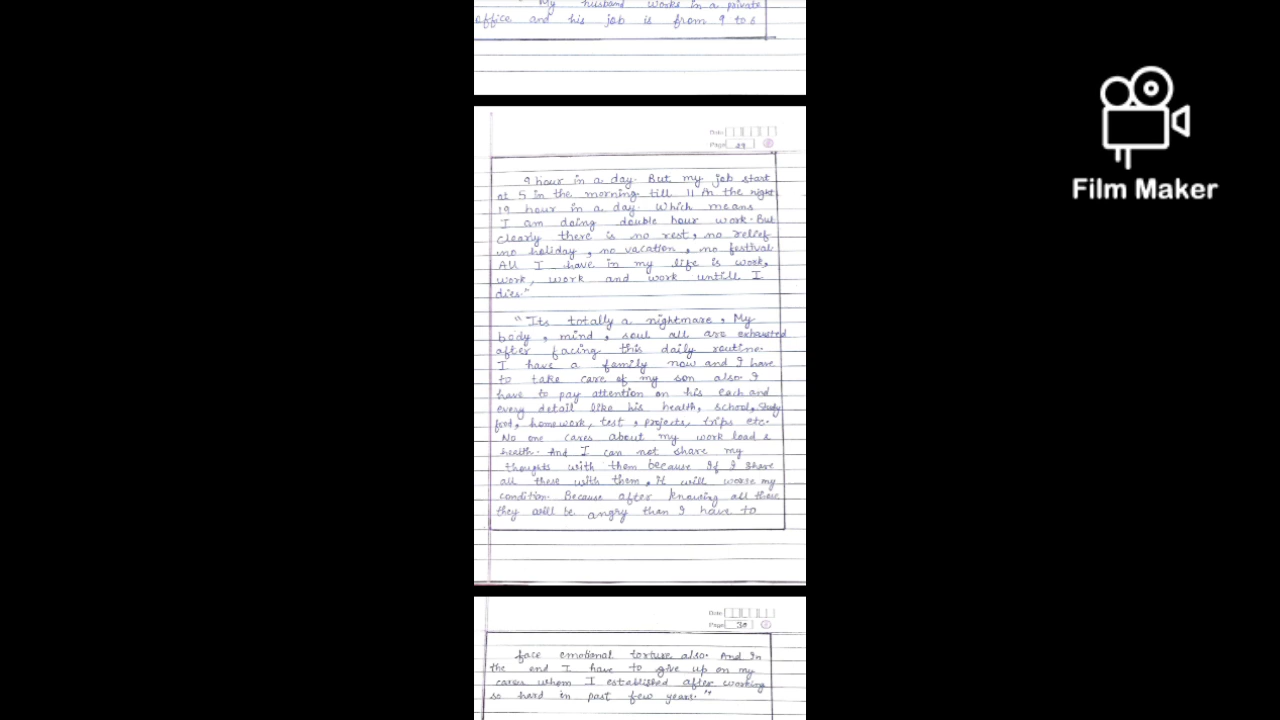 My husband works in a private
office and his job is from 9 to 6
Date
Page 29
9 hour in a day. But my job start
at 5 in the morning till 11 in the night
19 hour in a day. Which means
I am doing double hour work. But
clearly there is no rest, no relief
no holiday, no vacation, no festival
All I have in my life is work,
work, work and work untill I
dies."
"Its totally a nightmare, My
body, mind, soul all are exhausted
after facing this daily routine.
I have a family now and I have
to take care of my son also. I
have to pay attention on his each and
every detail like his health, school, study
food, homework, test, projects, trips etc.
No one cares about my work load &
health. And I can not share my
thoughts with them because If I share
all these with them, It will worse my
condition. Because after knowing all these
they will be angry than I have to
Date
Page 30
face emotional torture also. And In
the end I have to give up on my
career whom I established after working
so hard in past few years."
Film Maker